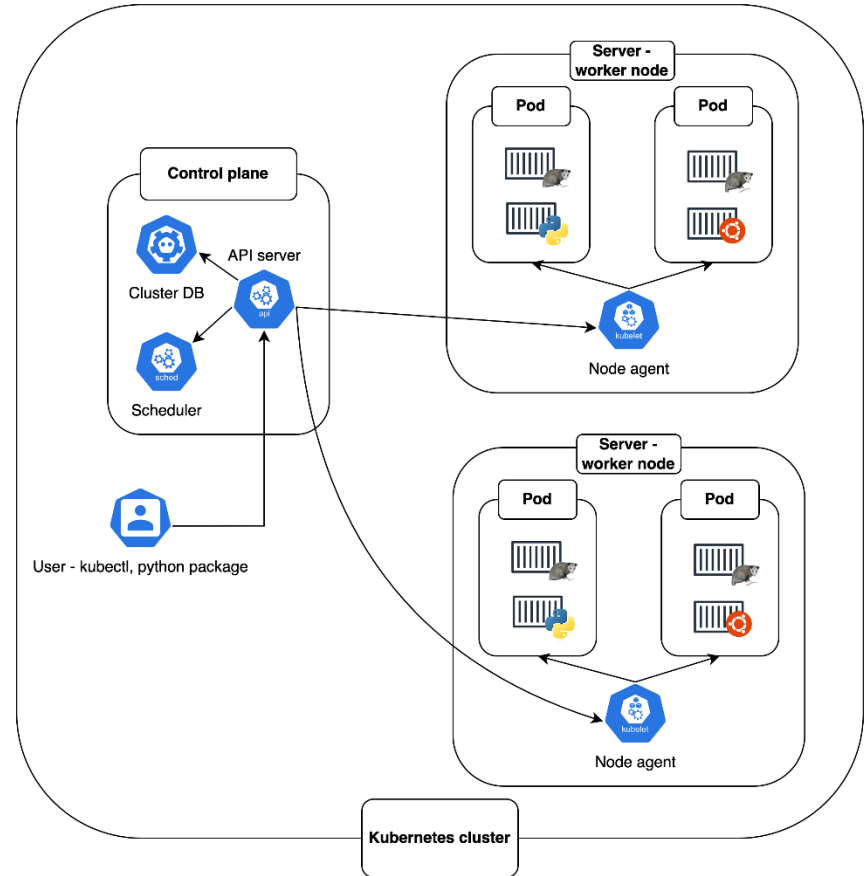 Server -
worker node
Pod
Pod
kubelet
Node agent
Control plane
API server
Cluster DB
api
sched
Scheduler
User - kubectl, python package
Server -
worker node
Pod
Pod
kubelet
Node agent
Kubernetes cluster